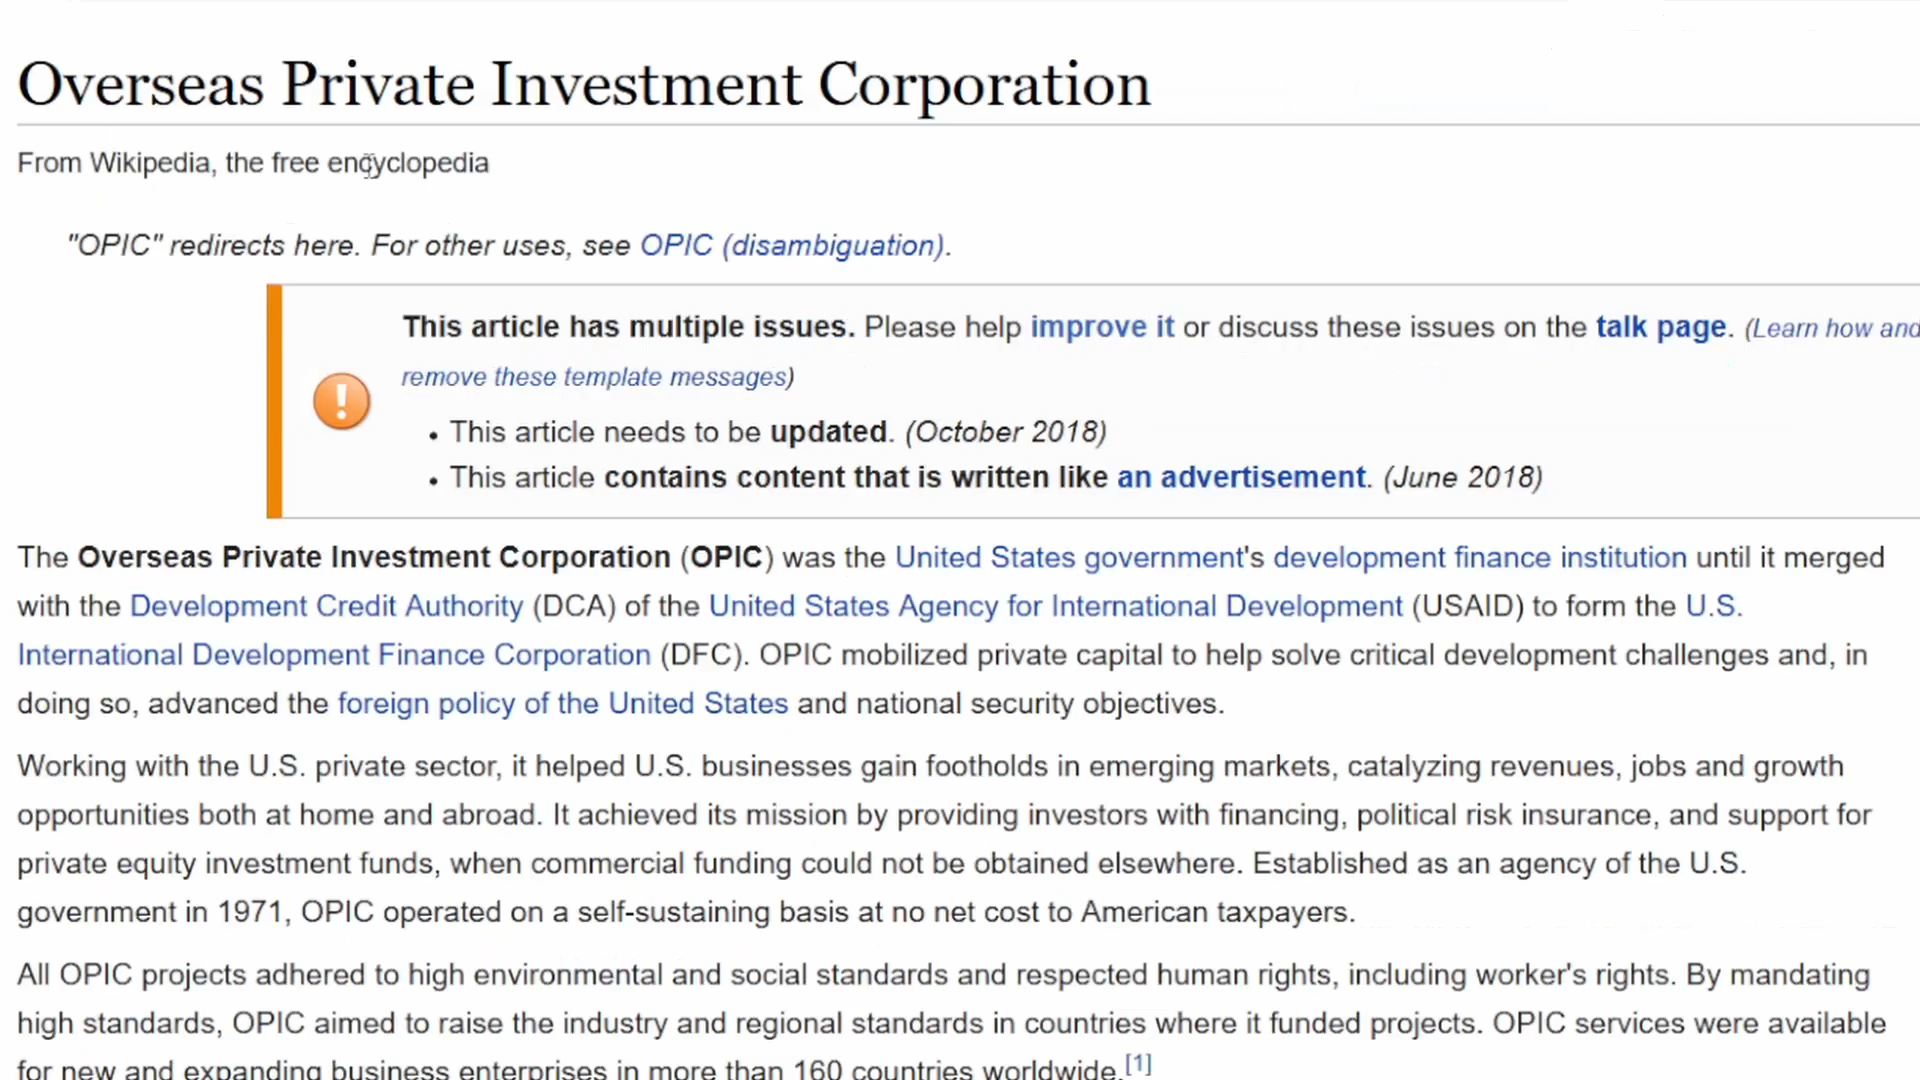 Overseas Private Investment Corporation
From Wikipedia, the free encyclopedia
"OPIC" redirects here. For other uses, see OPIC (disambiguation).
This article has multiple issues. Please help improve it or discuss these issues on the talk page. (Learn how and
remove these template messages)
• This article needs to be updated. (October 2018)
• This article contains content that is written like an advertisement. (June 2018)
The Overseas Private Investment Corporation (OPIC) was the United States government's development finance institution until it merged
with the Development Credit Authority (DCA) of the United States Agency for International Development (USAID) to form the U.S.
International Development Finance Corporation (DFC). OPIC mobilized private capital to help solve critical development challenges and, in
doing so, advanced the foreign policy of the United States and national security objectives.
Working with the U.S. private sector, it helped U.S. businesses gain footholds in emerging markets, catalyzing revenues, jobs and growth
opportunities both at home and abroad. It achieved its mission by providing investors with financing, political risk insurance, and support for
private equity investment funds, when commercial funding could not be obtained elsewhere. Established as an agency of the U.S.
government in 1971, OPIC operated on a self-sustaining basis at no net cost to American taxpayers.
All OPIC projects adhered to high environmental and social standards and respected human rights, including worker's rights. By mandating
high standards, OPIC aimed to raise the industry and regional standards in countries where it funded projects. OPIC services were available
for new and expanding business enterprises in more than 160 countries worldwide.[1]